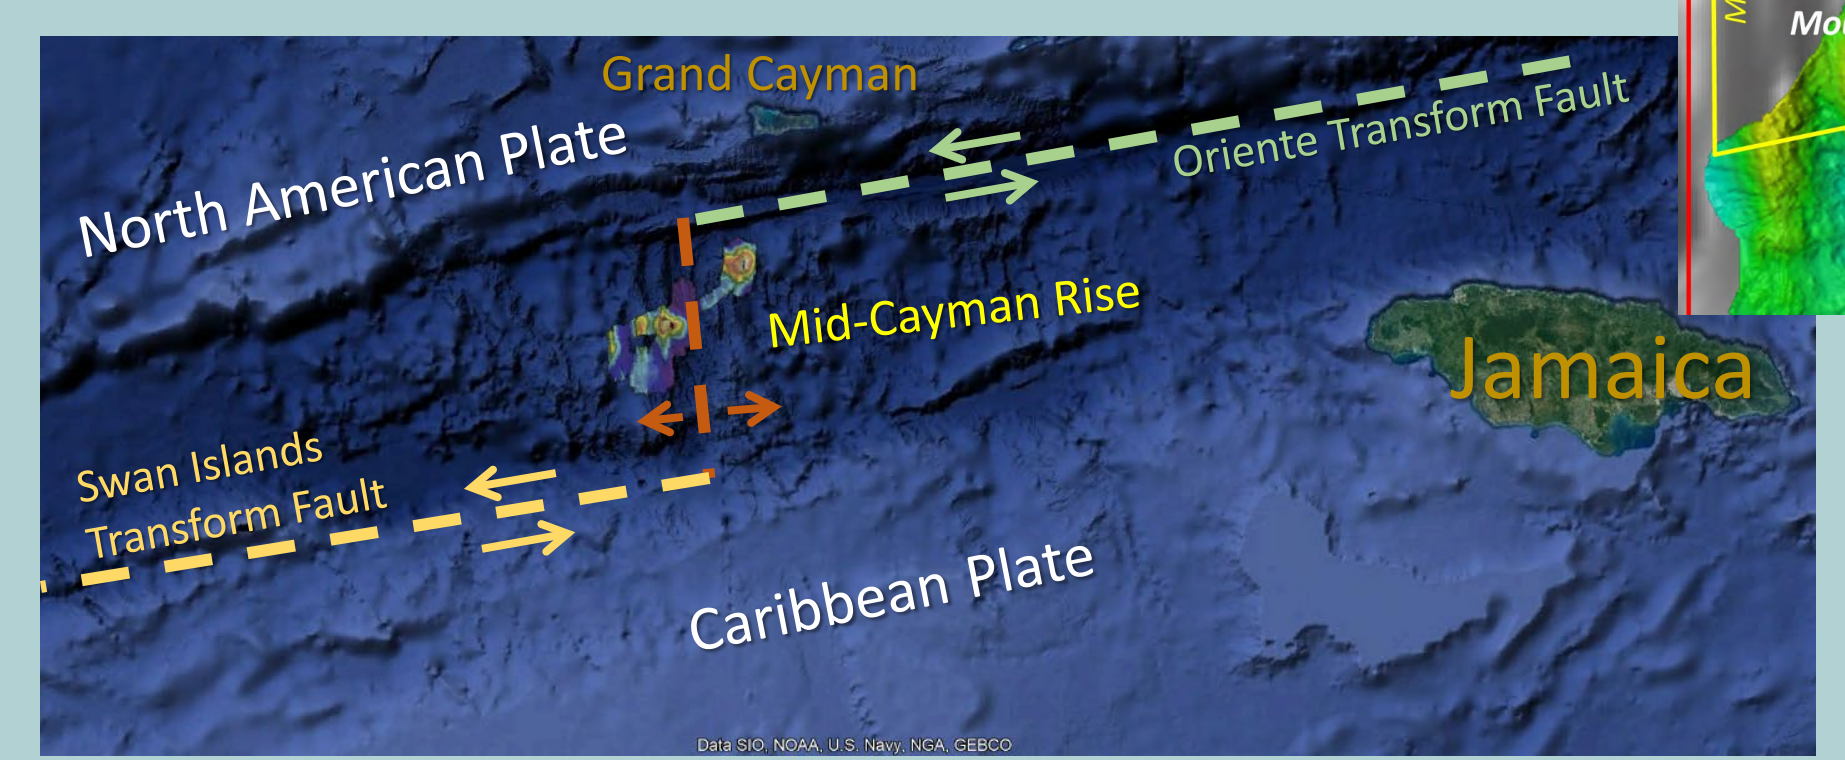 Grand Cayman
North American Plate
Oriente Transform Fault
Mid-Cayman Rise
Jamaica
Swan Islands
Transform Fault
Caribbean Plate
Data SIO, NOAA, U.S. Navy, NGA, GEBCO